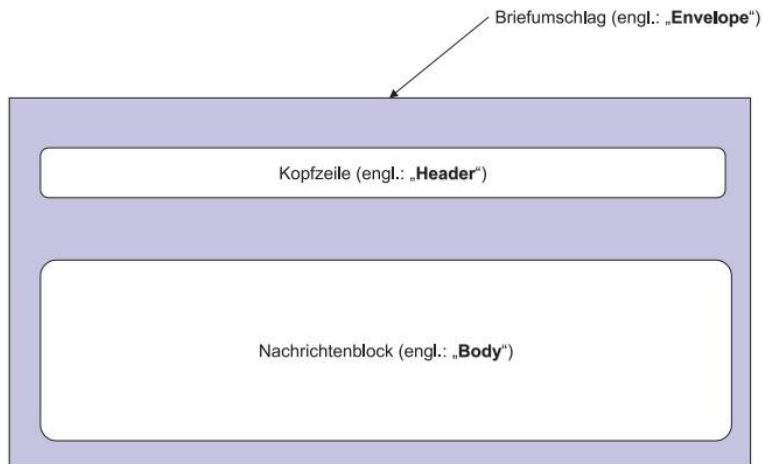 Briefumschlag (engl.: „Envelope“)
Kopfzeile (engl.: „Header“)
Nachrichtenblock (engl.: „Body“)